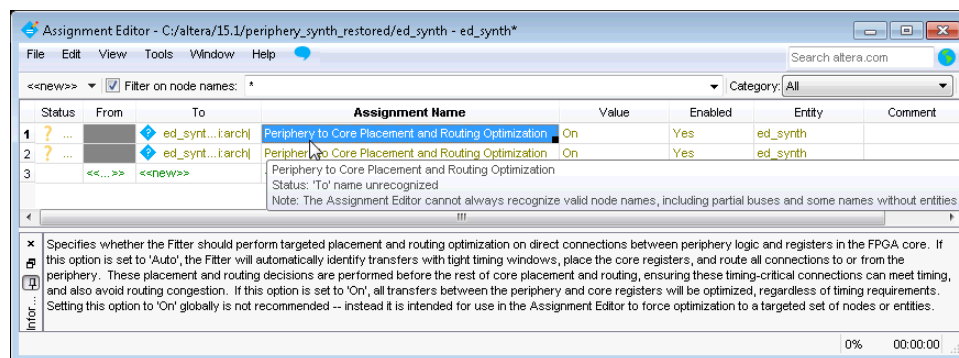 Assignment Editor - C:/altera/15.1/periphery_synth_restored/ed_synth - ed_synth*
File Edit View Tools Window Help
Search altera.com
<<new>> Filter on node names: * Category: All
Status From To Assignment Name Value Enabled Entity Comment
1 ? ... ed_synt...i:arch| Periphery to Core Placement and Routing Optimization On Yes ed_synth
2 ? ... ed_synt...i:arch| Periphery to Core Placement and Routing Optimization On Yes ed_synth
3 <<...>> <<new>>
Periphery to Core Placement and Routing Optimization
Status: 'To' name unrecognized
Note: The Assignment Editor cannot always recognize valid node names, including partial buses and some names without entities
Specifies whether the Fitter should perform targeted placement and routing optimization on direct connections between periphery logic and registers in the FPGA core. If
this option is set to 'Auto', the Fitter will automatically identify transfers with tight timing windows, place the core registers, and route all connections to or from the
periphery. These placement and routing decisions are performed before the rest of core placement and routing, ensuring these timing-critical connections can meet timing,
and also avoid routing congestion. If this option is set to 'On', all transfers between the periphery and core registers will be optimized, regardless of timing requirements.
Setting this option to 'On' globally is not recommended -- instead it is intended for use in the Assignment Editor to force optimization to a targeted set of nodes or entities.
Infor...
0% 00:00:00